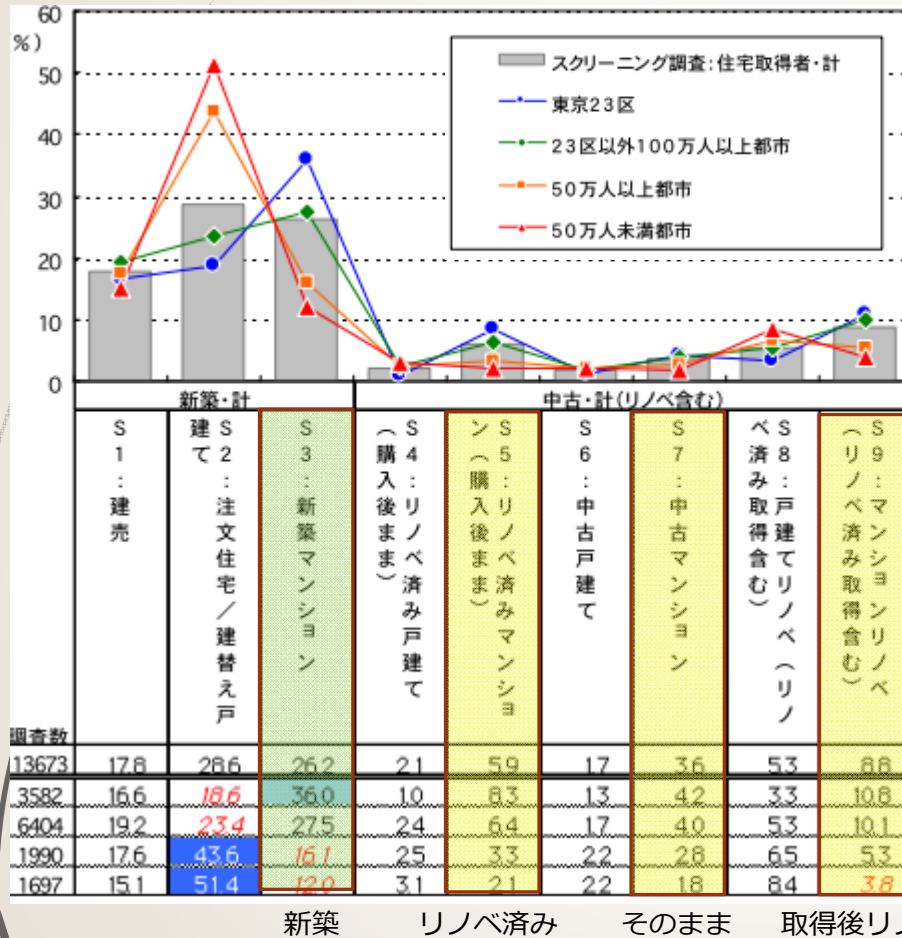 60
%）
50
40
30
20
10
0
スクリーニング調査：住宅取得者・計
東京23区
23区以外100万人以上都市
50万人以上都市
50万人未満都市
新築・計
中古・計（リノベ含む）
S1：建売
S2：注文住宅／建替え戸
建て
S3：新築マンション
S4：リノベ済み戸建て
（購入後まま）
S5：リノベ済みマンショ
ン（購入後まま）
S6：中古戸建て
S7：中古マンション
S8：戸建てリノベ（リノ
ベ済み取得含む）
S9：マンションリノベ
（リノベ済み取得含む）
調査数
13673 17.8 28.6 26.2 2.1 5.9 1.7 3.6 5.3 8.8
3582 16.6 18.6 36.0 1.0 8.3 1.3 4.2 3.3 10.8
6404 19.2 23.4 27.5 2.4 6.4 1.7 4.0 5.3 10.1
1990 17.6 43.6 16.1 2.5 3.3 2.2 2.8 6.5 5.3
1697 15.1 51.4 12.0 3.1 2.1 2.2 1.8 8.4 3.8
新築 リノベ済み そのまま 取得後リノ